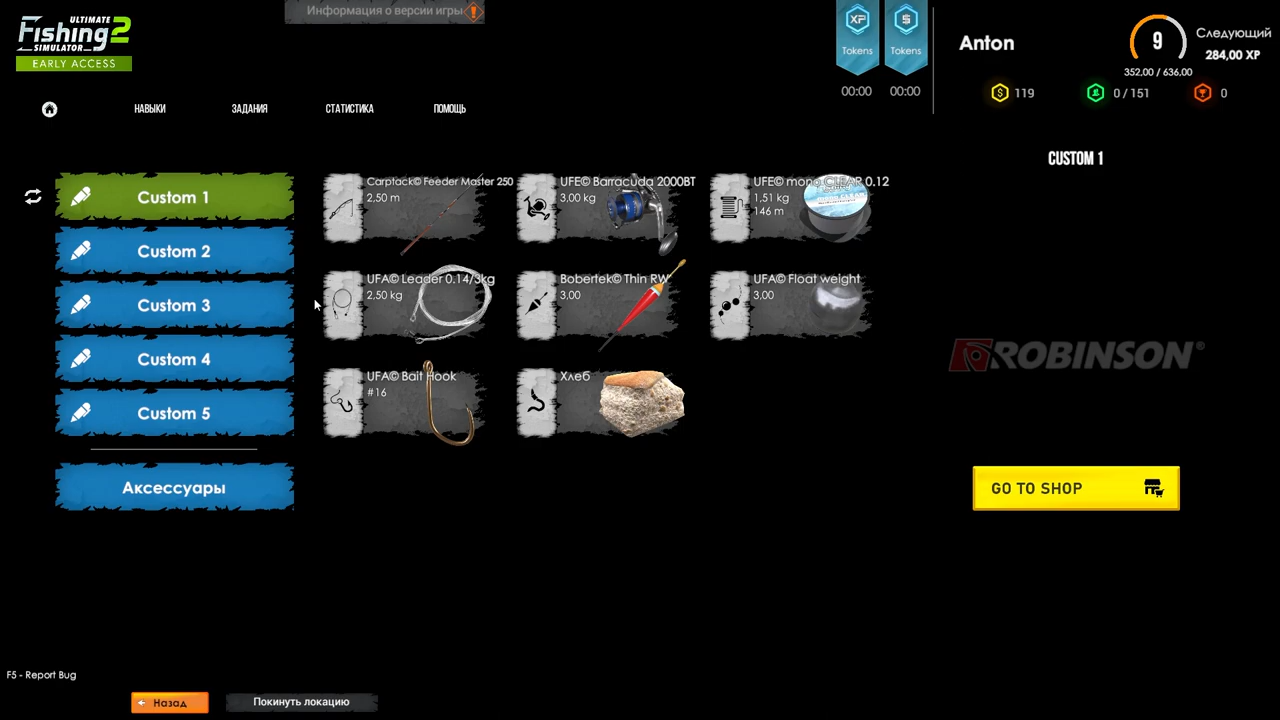 ULTIMATE
Fishing 2
SIMULATOR
EARLY ACCESS
Информация о версии игры
XP
Tokens
00:00
$
Tokens
00:00
Anton
9
352,00 / 636,00
Следующий
284,00 XP
119
0 / 151
0
НАВЫКИ
ЗАДАНИЯ
СТАТИСТИКА
ПОМОЩЬ
CUSTOM 1
Custom 1
Custom 2
Custom 3
Custom 4
Custom 5
Аксессуары
Carptack© Feeder Master 250
2,50 m
UFE© Barracuda 2000BT
3,00 kg
UFE© mono CLEAR 0.12
1,51 kg
146 m
UFA© Leader 0.14/3kg
2,50 kg
Bobertek© Thin RW
3,00
UFA© Float weight
3,00
UFA© Bait Hook
#16
Хлеб
ROBINSON®
GO TO SHOP
F5 - Report Bug
Назад
Покинуть локацию